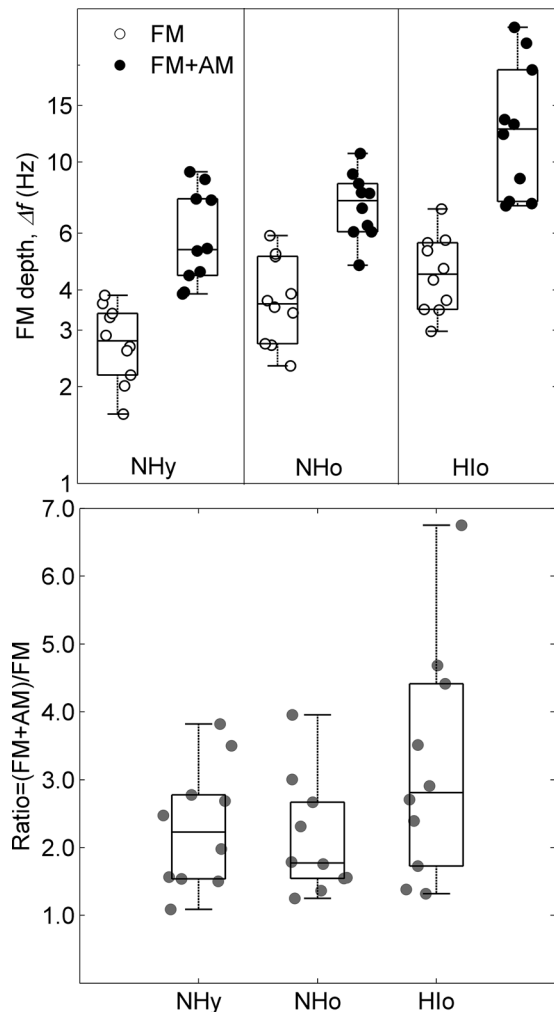 FM
FM+AM
15
10
6
4
3
2
1
FM depth, Δf (Hz)
NHy NHo HIo
7.0
6.0
5.0
4.0
3.0
2.0
1.0
Ratio=(FM+AM)/FM
NHy NHo HIo